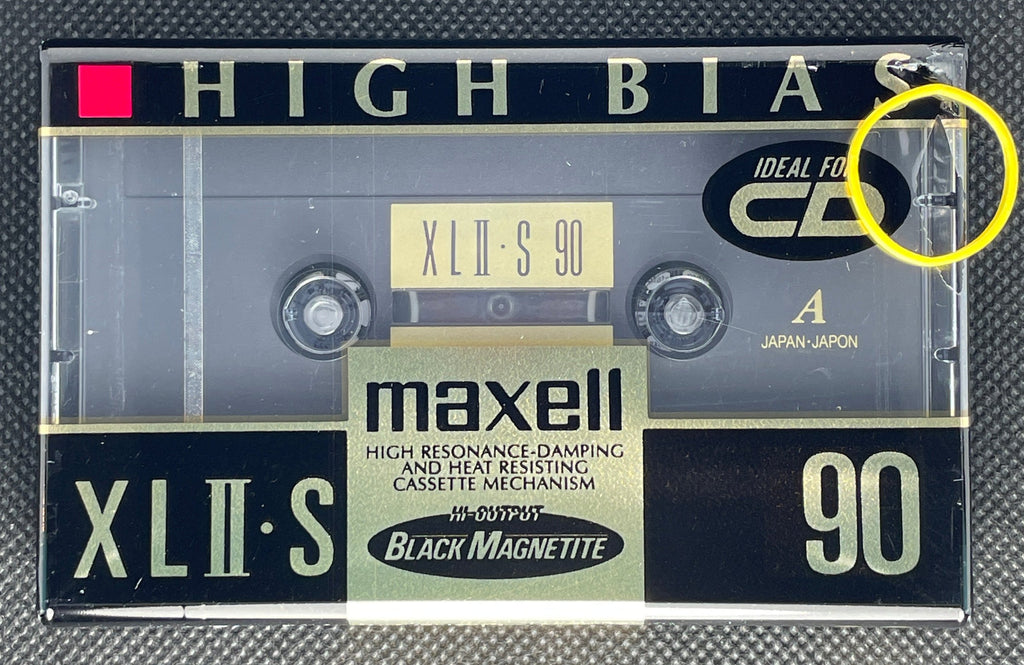 HIGH BIAS
IDEAL FOR
CD
XLII·S 90
A
JAPAN·JAPON
maxell
HIGH RESONANCE-DAMPING
AND HEAT RESISTING
CASSETTE MECHANISM
HI-OUTPUT
BLACK MAGNETITE
XLII·S
90